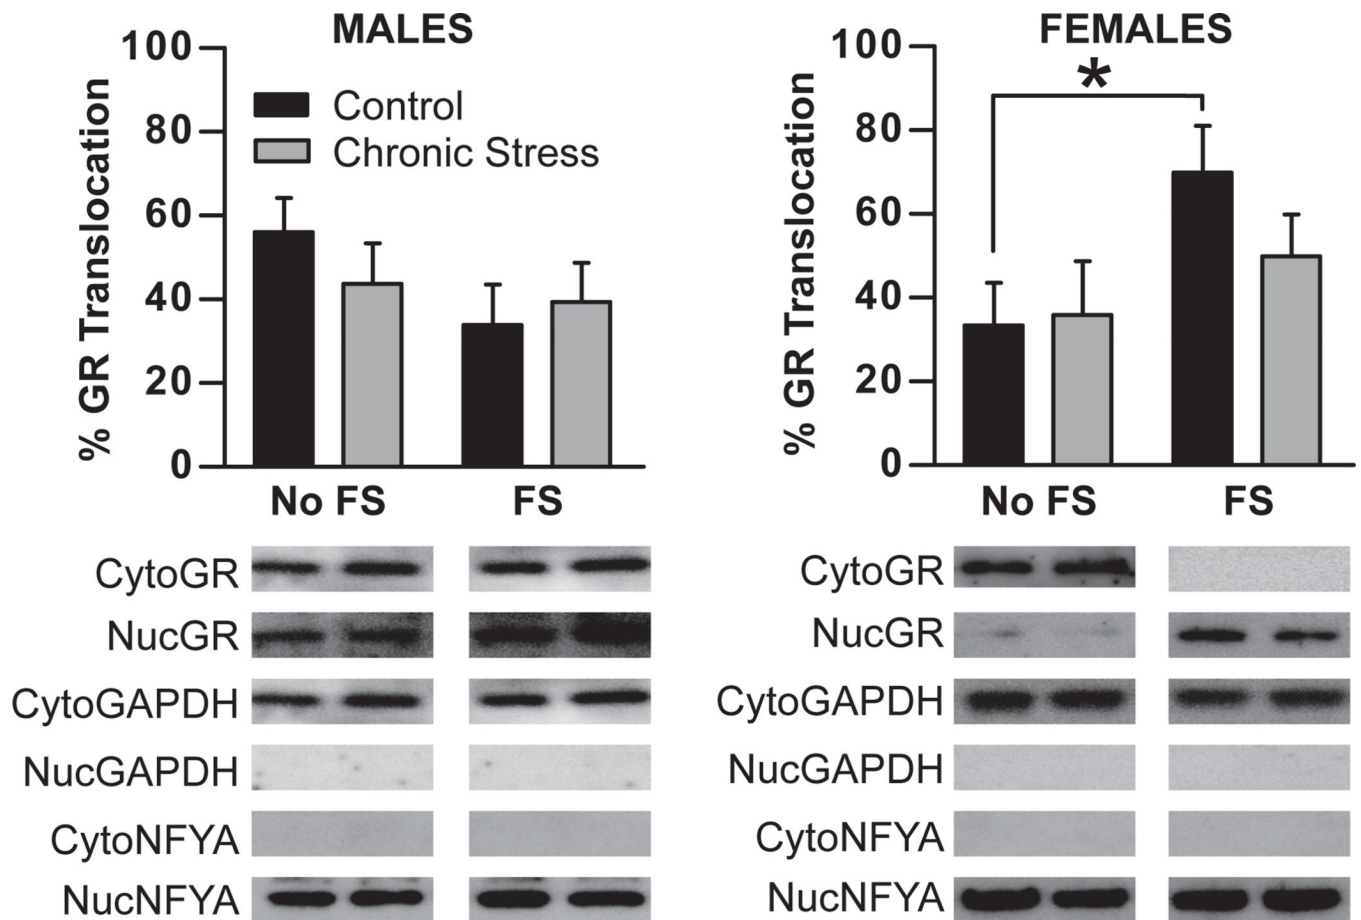 MALES
% GR Translocation
100
80
60
40
20
0
Control
Chronic Stress
No FS
FS
CytoGR
NucGR
CytoGAPDH
NucGAPDH
CytoNFYA
NucNFYA
FEMALES
% GR Translocation
100
80
60
40
20
0
*
No FS
FS
CytoGR
NucGR
CytoGAPDH
NucGAPDH
CytoNFYA
NucNFYA